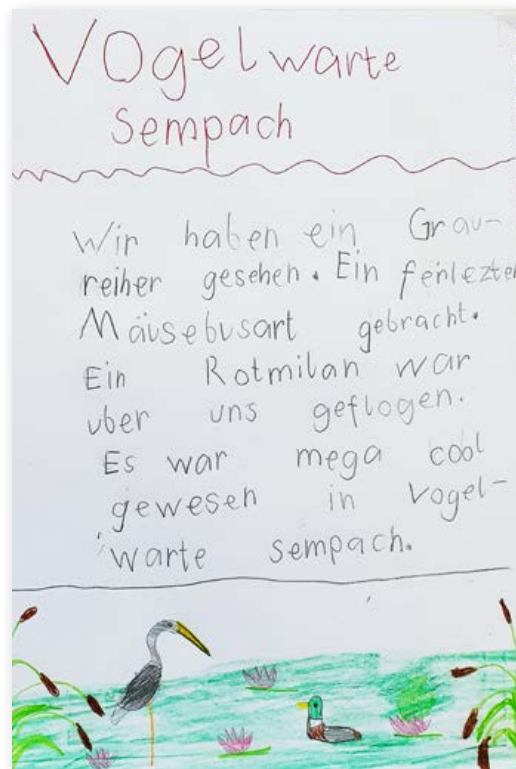 Vogelwarte
Sempach
Wir haben ein Grau-
reiher gesehen. Ein ferlezter
Mäusebusart gebracht.
Ein Rotmilan war
uber uns geflogen.
Es war mega cool
gewesen in Vogel-
warte sempach.